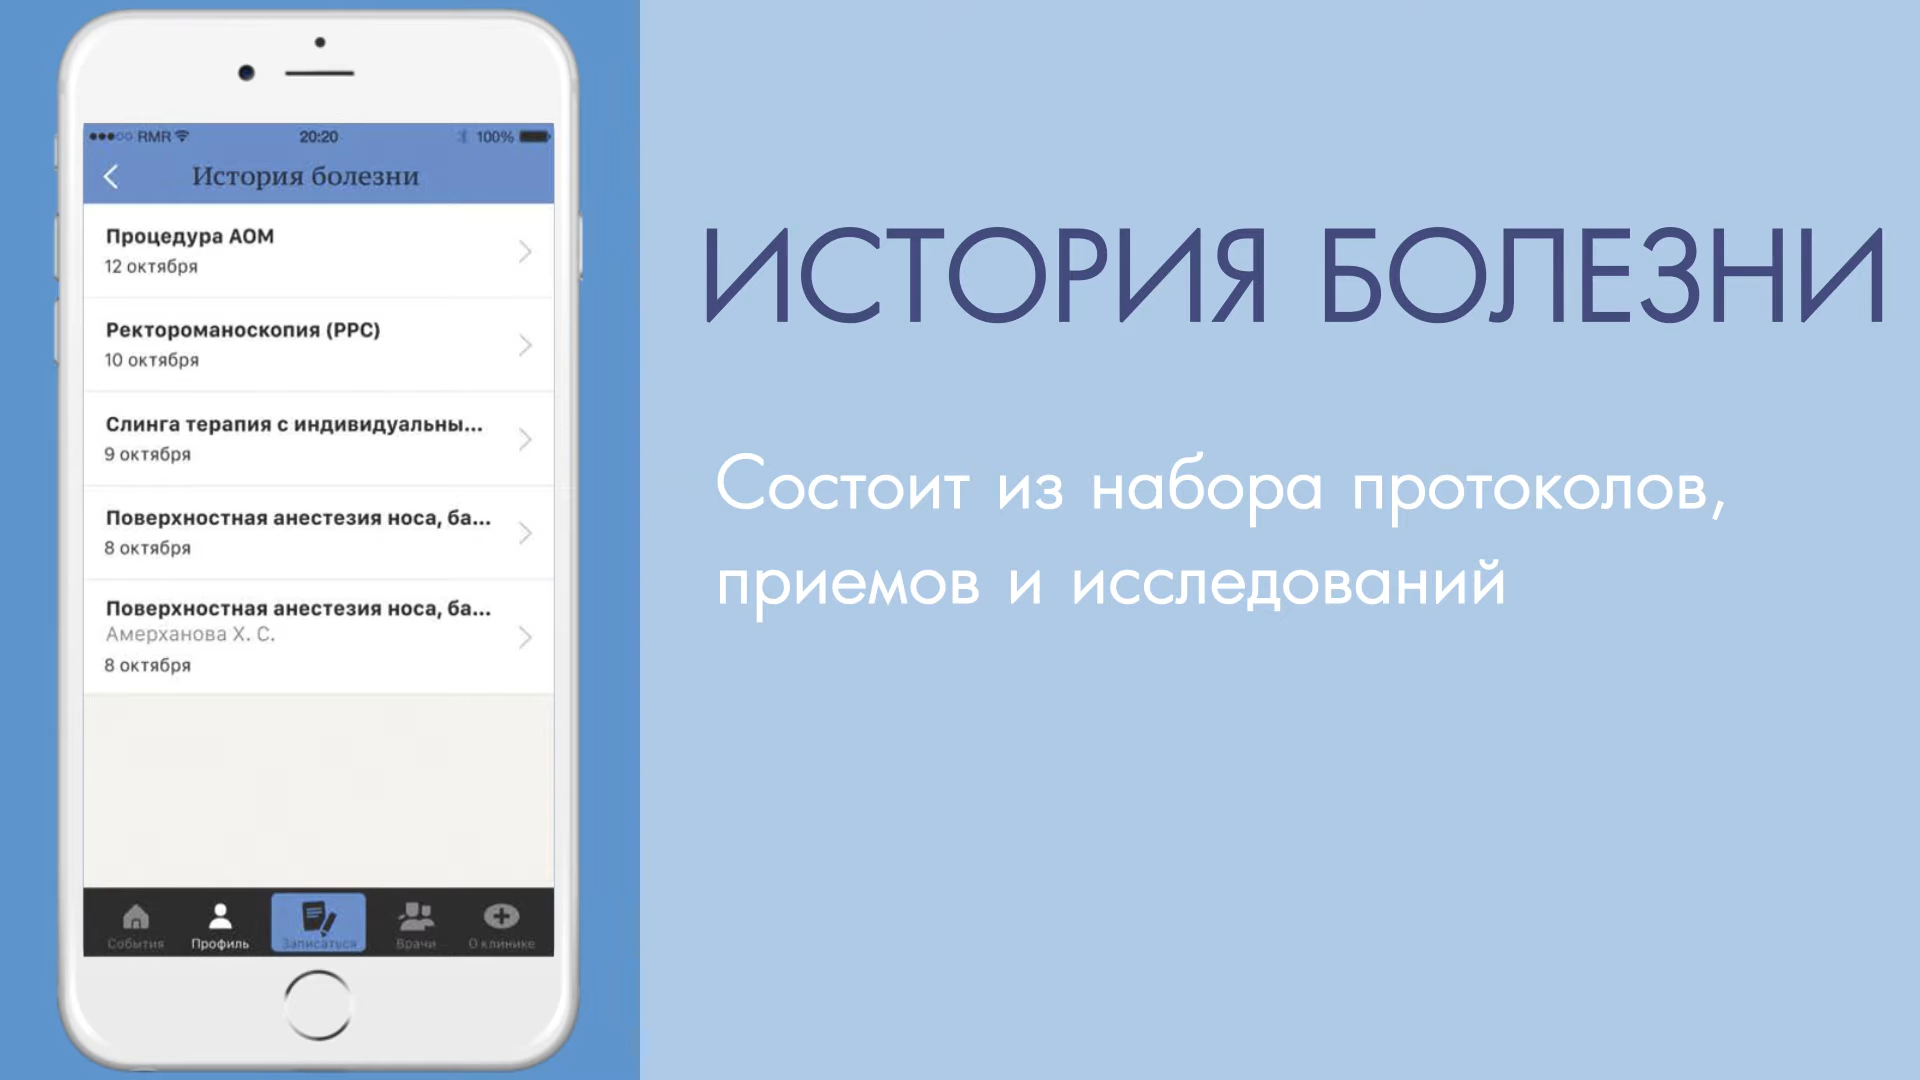 RMR
20:20
100%
История болезни
Процедура АОМ
12 октября
Ректороманоскопия (РРС)
10 октября
Слинга терапия с индивидуальны...
9 октября
Поверхностная анестезия носа, ба...
8 октября
Поверхностная анестезия носа, ба...
Амерханова Х. С.
8 октября
События
Профиль
Записаться
Врачи
О клинике
ИСТОРИЯ БОЛЕЗНИ
Состоит из набора протоколов,
приемов и исследований